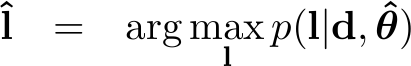 l̂ = arg max_l p(l|d, θ̂)